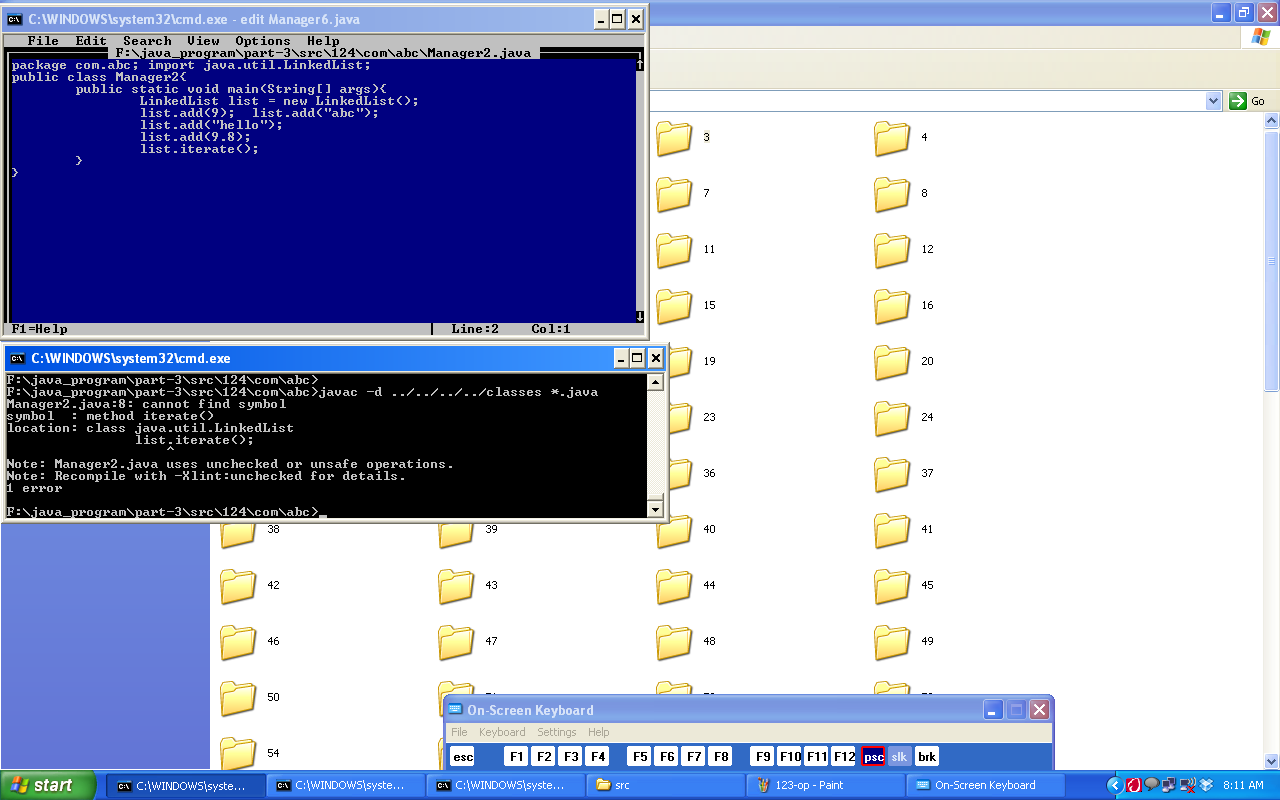 C:\WINDOWS\system32\cmd.exe - edit Manager6.java
File Edit Search View Options Help
F:\java_program\part-3\src\124\com\abc\Manager2.java
package com.abc; import java.util.LinkedList;
public class Manager2{
public static void main(String[] args){
LinkedList list = new LinkedList();
list.add(9); list.add("abc");
list.add("hello");
list.add(9.8);
list.iterate();
}
}
F1=Help Line:2 Col:1
C:\WINDOWS\system32\cmd.exe
F:\java_program\part-3\src\124\com\abc>
F:\java_program\part-3\src\124\com\abc>javac -d ../../../../classes *.java
Manager2.java:8: cannot find symbol
symbol : method iterate()
location: class java.util.LinkedList
list.iterate();
^
Note: Manager2.java uses unchecked or unsafe operations.
Note: Recompile with -Xlint:unchecked for details.
1 error
F:\java_program\part-3\src\124\com\abc>_
Go
3 4
7 8
11 12
15 16
19 20
23 24
36 37
38 39 40 41
42 43 44 45
46 47 48 49
50
54
On-Screen Keyboard
File Keyboard Settings Help
esc F1 F2 F3 F4 F5 F6 F7 F8 F9 F10 F11 F12 psc slk brk
start C:\WINDOWS\syste... C:\WINDOWS\syste... C:\WINDOWS\syste... src 123-op - Paint On-Screen Keyboard 8:11 AM